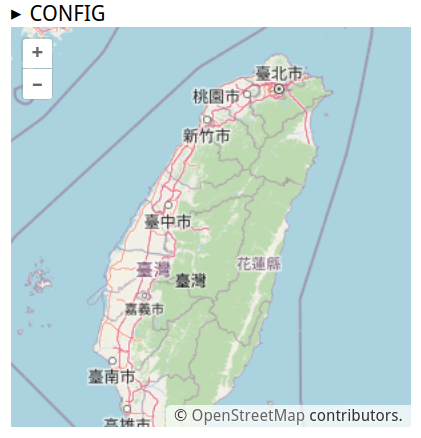 ▸ CONFIG
+
−
臺北市
桃園市
新竹市
臺中市
臺灣
臺灣
花蓮縣
嘉義市
臺南市
高雄市
© OpenStreetMap contributors.